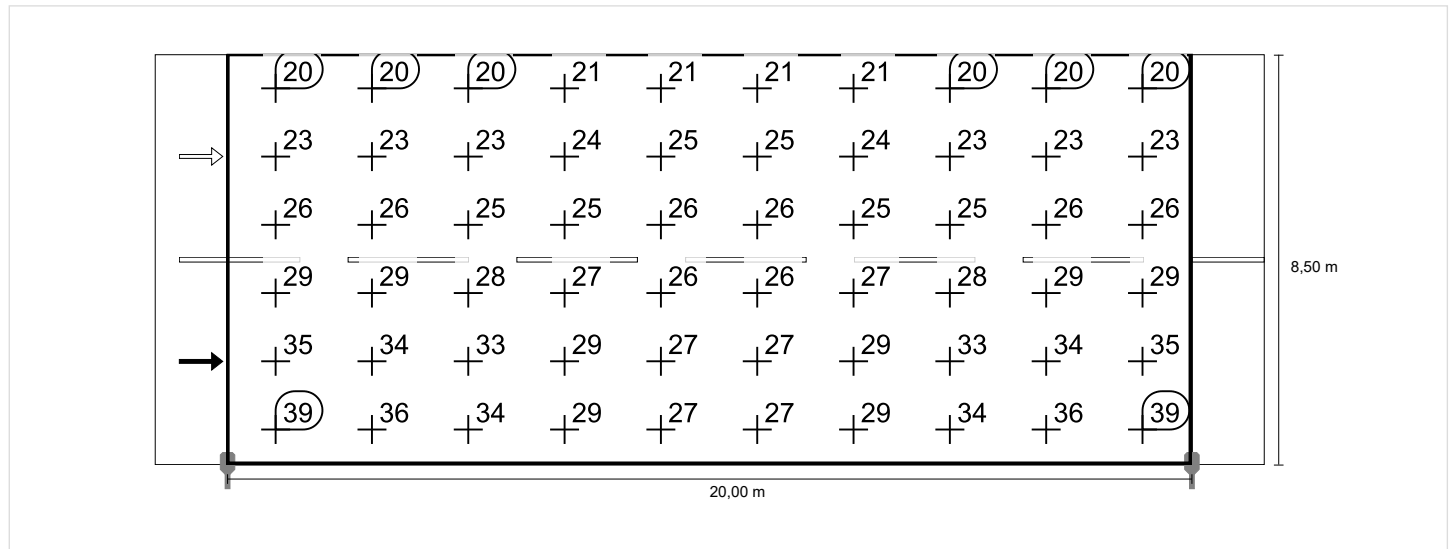 20 20 20 21 21 21 21 20 20 20
23 23 23 24 25 25 24 23 23 23
26 26 25 25 26 26 25 25 26 26
8,50 m
29 29 28 27 26 26 27 28 29 29
35 34 33 29 27 27 29 33 34 35
39 36 34 29 27 27 29 34 36 39
20,00 m